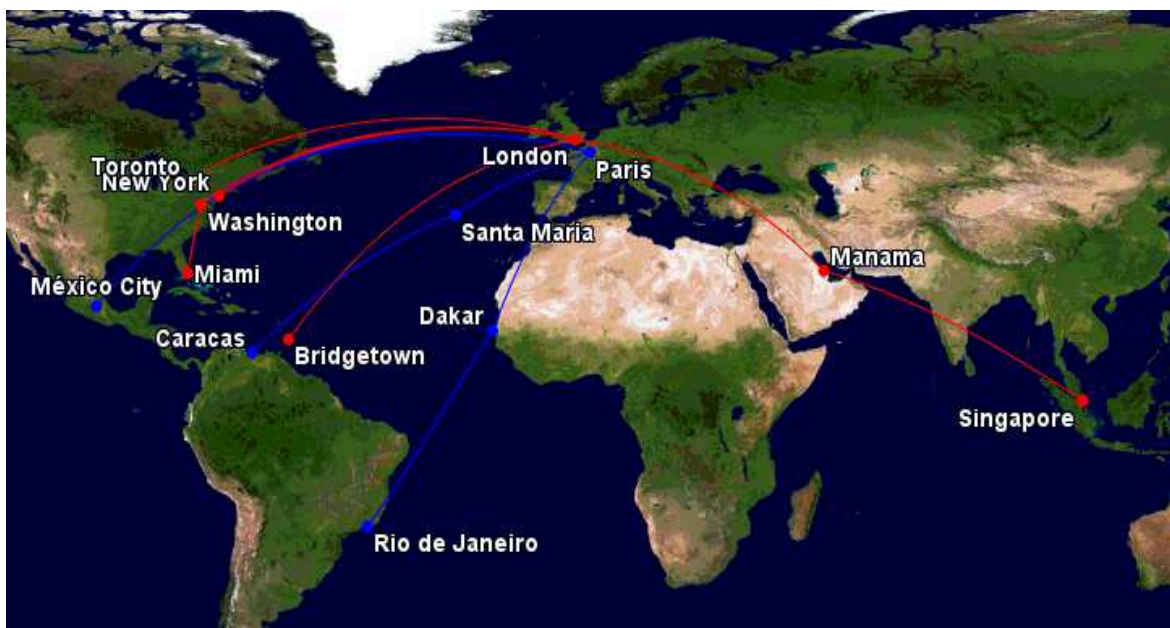 Toronto
London
Paris
New York
Washington
Santa Maria
Manama
Miami
México City
Dakar
Caracas
Bridgetown
Singapore
Rio de Janeiro